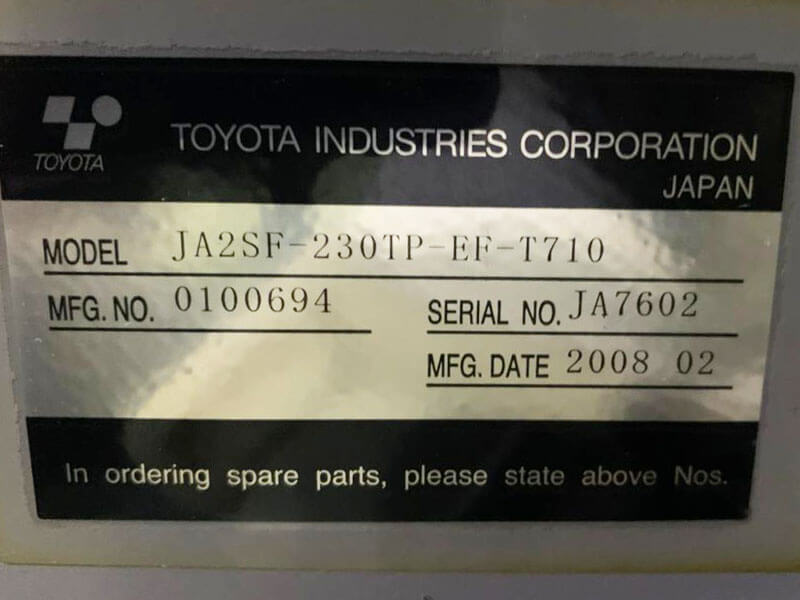 TOYOTA
TOYOTA INDUSTRIES CORPORATION
JAPAN
MODEL JA2SF-230TP-EF-T710
MFG. NO. 0100694
SERIAL NO. JA7602
MFG. DATE 2008 02
In ordering spare parts, please state above Nos.